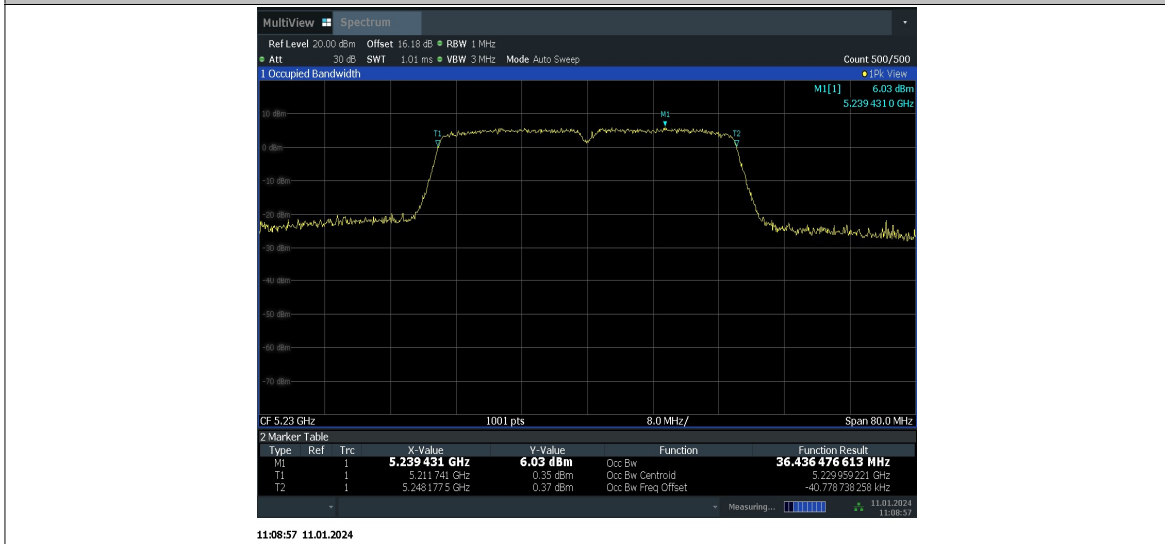 MultiView Spectrum
Ref Level 20.00 dBm Offset 16.18 dB RBW 1 MHz
Att 30 dB SWT 1.01 ms VBW 3 MHz Mode Auto Sweep Count 500/500
1 Occupied Bandwidth 1Pk View
M1[1] 6.03 dBm
5.239 431 0 GHz
10 dBm
M1
T1 T2
0 dBm
-10 dBm
-20 dBm
-30 dBm
-40 dBm
-50 dBm
-60 dBm
-70 dBm
CF 5.23 GHz 1001 pts 8.0 MHz/ Span 80.0 MHz
2 Marker Table
Type Ref Trc X-Value Y-Value Function Function Result
M1 1 5.239 431 GHz 6.03 dBm Occ Bw 36.436 476 613 MHz
T1 1 5.211 741 GHz 0.35 dBm Occ Bw Centroid 5.229 959 221 GHz
T2 1 5.248 177 5 GHz 0.37 dBm Occ Bw Freq Offset -40.778 738 258 kHz
Measuring... 11.01.2024
11:08:57
11:08:57 11.01.2024